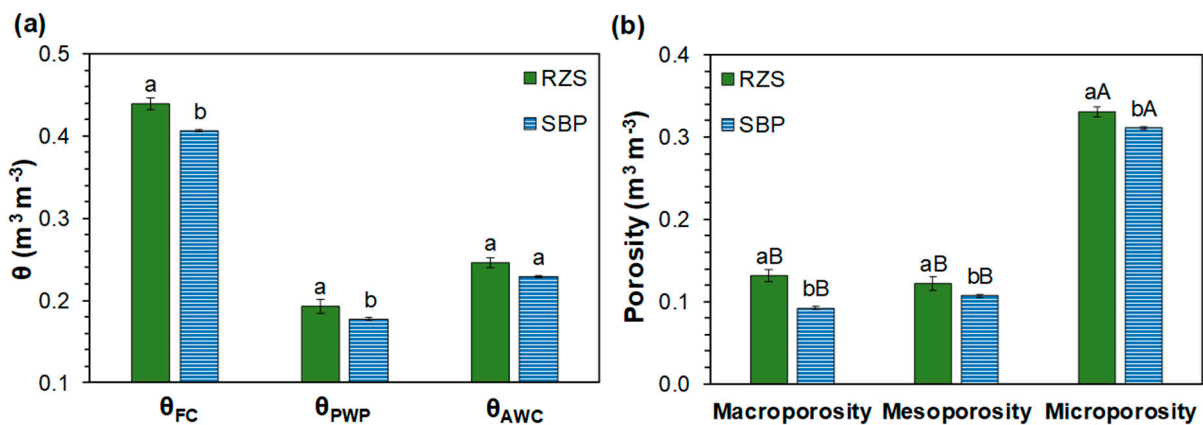 (a)
0.5
0.4
0.3
0.2
0.1
θ (m³ m⁻³)
RZS
SBP
a b
a b
a a
θFC θPWP θAWC
(b)
0.4
0.3
0.2
0.1
0.0
Porosity (m³ m⁻³)
RZS
SBP
aB bB
aB bB
aA bA
Macroporosity Mesoporosity Microporosity